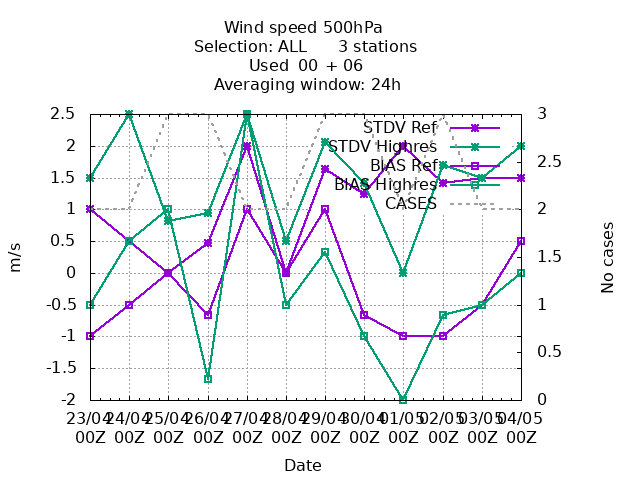 Wind speed 500hPa
Selection: ALL 3 stations
Used 00 + 06
Averaging window: 24h
2.5
2
1.5
1
0.5
0
-0.5
-1
-1.5
-2
m/s
3
2.5
2
1.5
1
0.5
0
No cases
STDV Ref
STDV Highres
BIAS Ref
BIAS Highres
CASES
23/04 24/04 25/04 26/04 27/04 28/04 29/04 30/04 01/05 02/05 03/05 04/05
00Z 00Z 00Z 00Z 00Z 00Z 00Z 00Z 00Z 00Z 00Z 00Z
Date